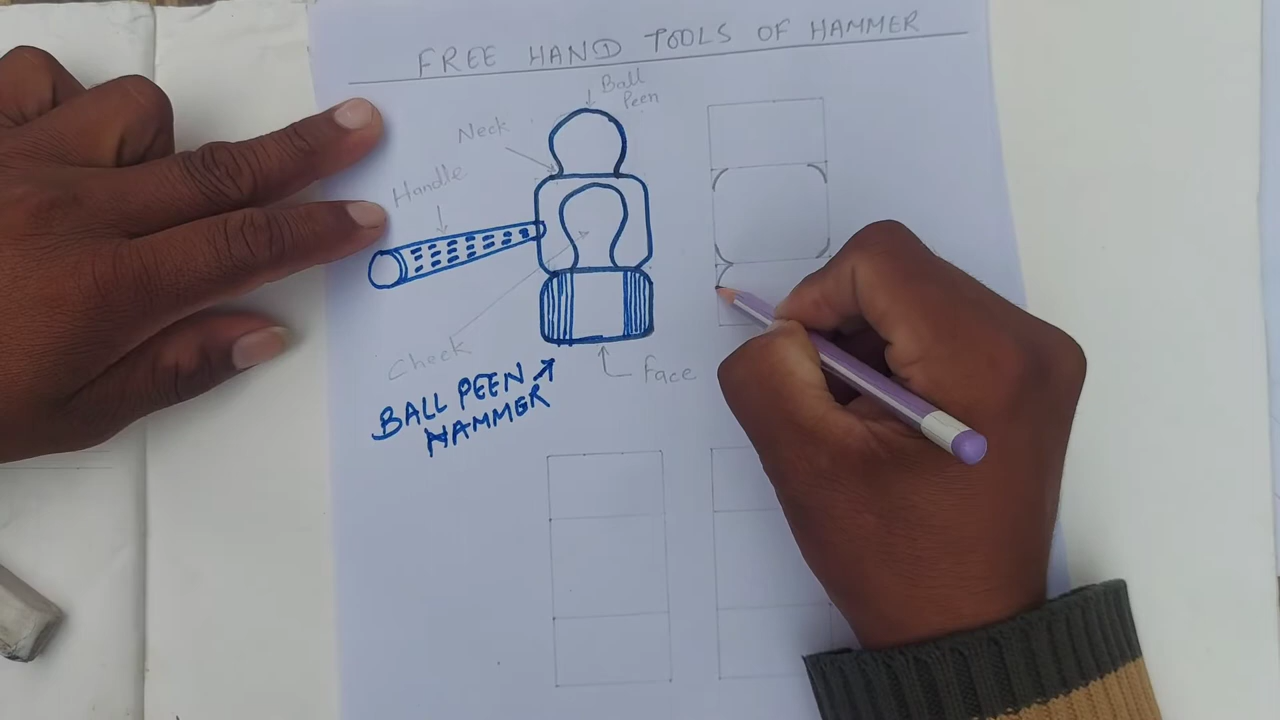 FREE HAND TOOLS OF HAMMER
Ball
Peen
Neck
Handle
Check
Face
BALL PEEN
HAMMER